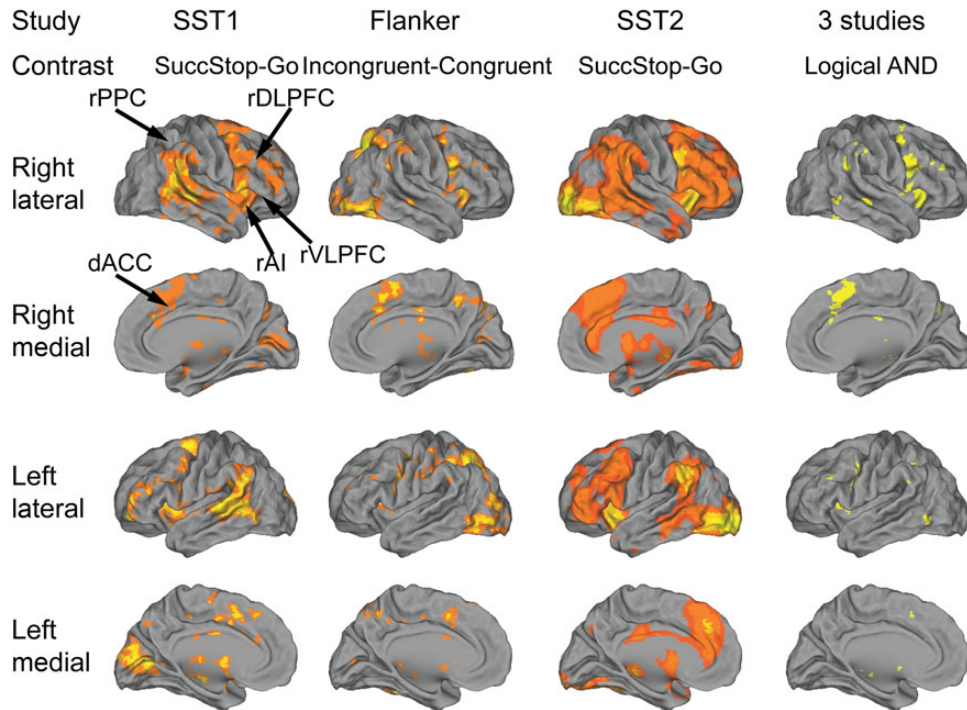 Study SST1 Flanker SST2 3 studies
Contrast SuccStop-Go Incongruent-Congruent SuccStop-Go Logical AND
rPPC rDLPFC
Right
lateral
rAI rVLPFC
dACC
Right
medial
Left
lateral
Left
medial